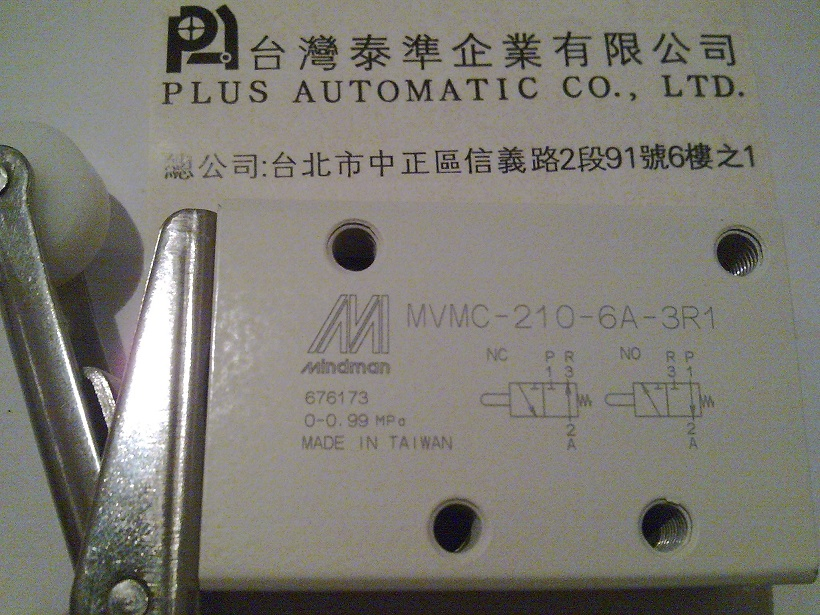 台灣泰準企業有限公司
PLUS AUTOMATIC CO., LTD.
總公司:台北市中正區信義路2段91號6樓之1
MVMC-210-6A-3R1
Mindman
676173
0-0.99 MPa
MADE IN TAIWAN
NC P R
1 3
2
A
NO R P
3 1
2
A